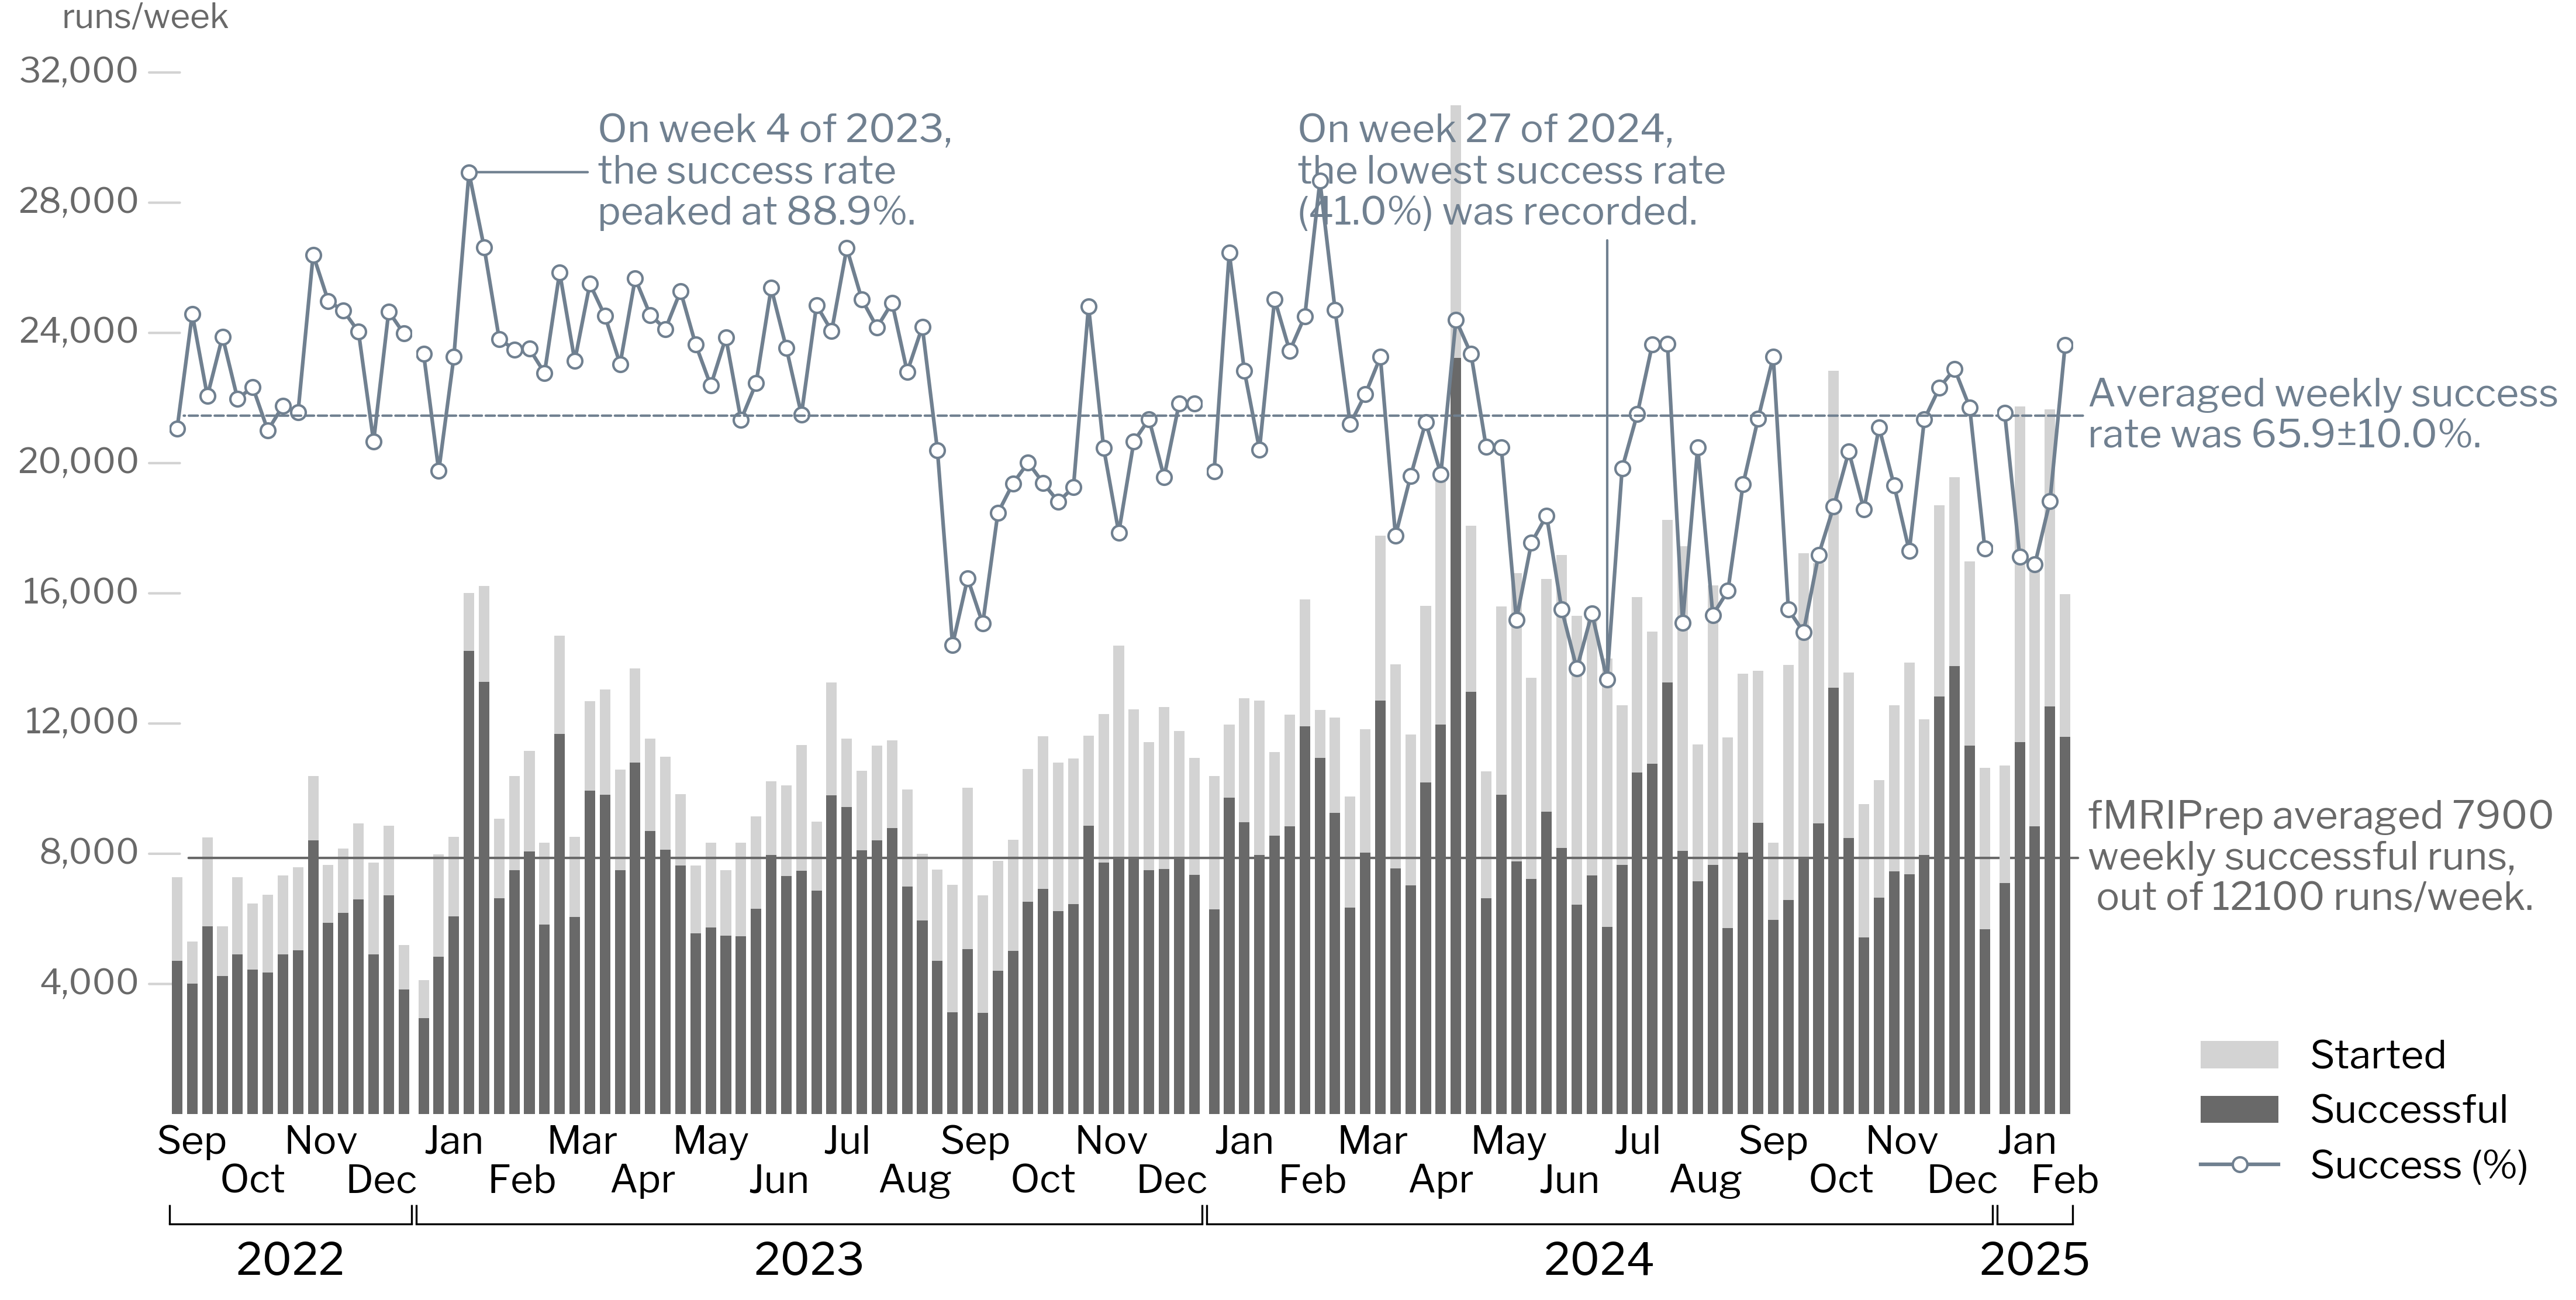 runs/week
32,000
28,000
24,000
20,000
16,000
12,000
8,000
4,000
On week 4 of 2023,
the success rate
peaked at 88.9%.
On week 27 of 2024,
the lowest success rate
(41.0%) was recorded.
Averaged weekly success
rate was 65.9±10.0%.
fMRIPrep averaged 7900
weekly successful runs,
out of 12100 runs/week.
Started
Successful
Success (%)
Sep Nov Jan Mar May Jul Sep Nov Jan Mar May Jul Sep Nov Jan
Oct Dec Feb Apr Jun Aug Oct Dec Feb Apr Jun Aug Oct Dec Feb
2022 2023 2024 2025